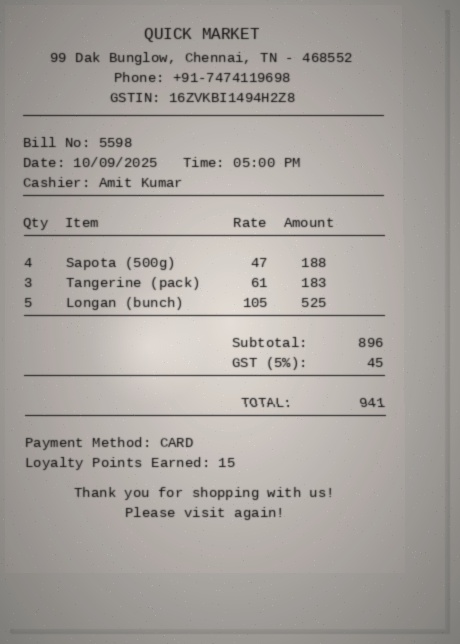 QUICK MARKET
99 Dak Bunglow, Chennai, TN - 468552
Phone: +91-7474119698
GSTIN: 16ZVKBI1494H2Z8
Bill No: 5598
Date: 10/09/2025   Time: 05:00 PM
Cashier: Amit Kumar
Qty  Item                Rate  Amount
4    Sapota (500g)         47    188
3    Tangerine (pack)      61    183
5    Longan (bunch)       105    525
Subtotal:      896
GST (5%):       45
TOTAL:        941
Payment Method: CARD
Loyalty Points Earned: 15
Thank you for shopping with us!
Please visit again!